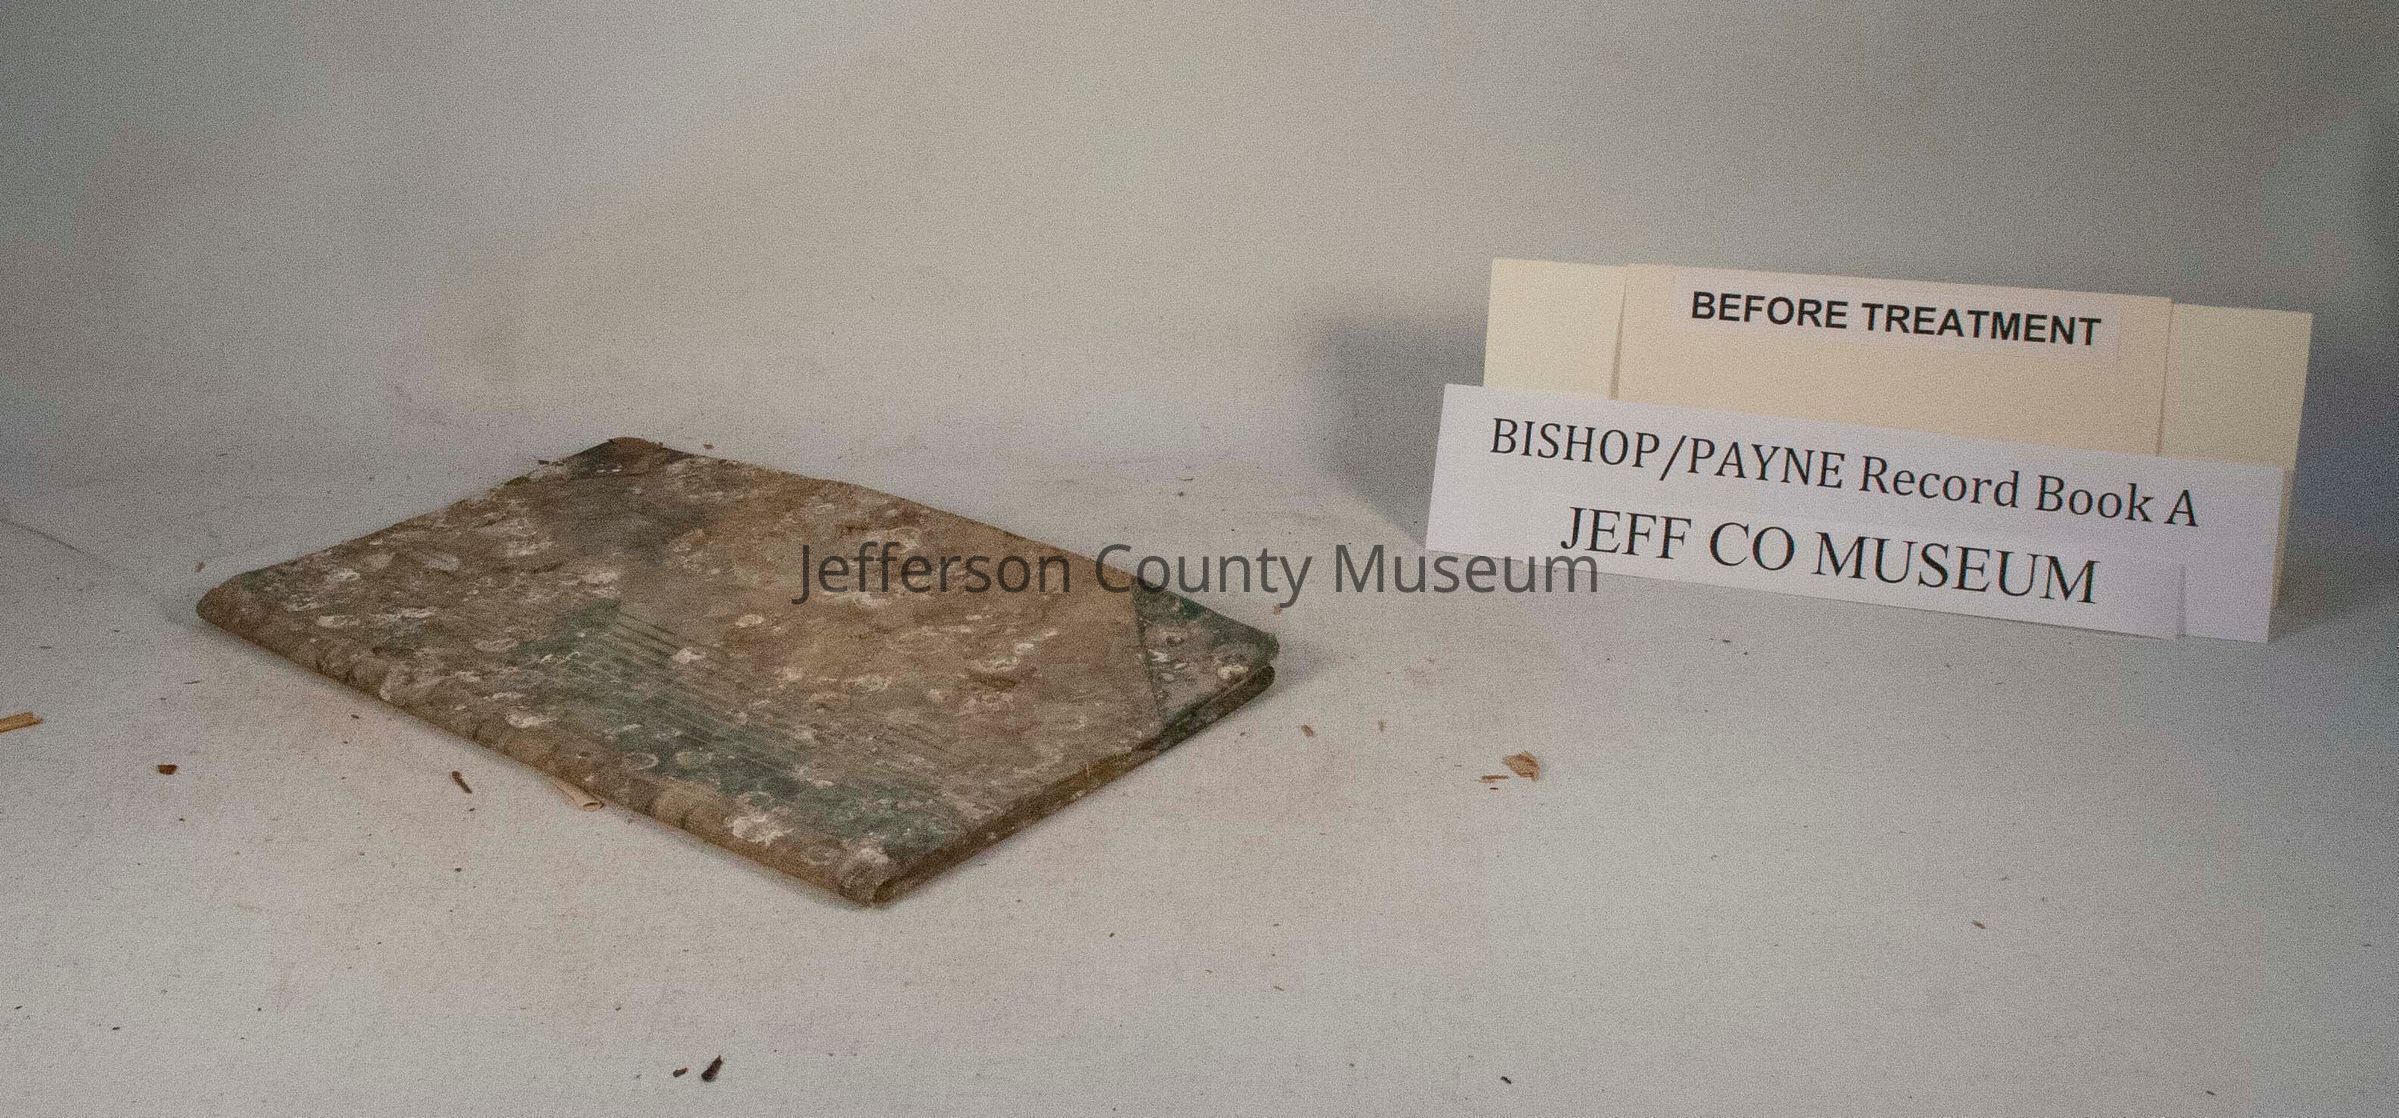 BEFORE TREATMENT
BISHOP/PAYNE Record Book A
JEFF CO MUSEUM
Jefferson County Museum